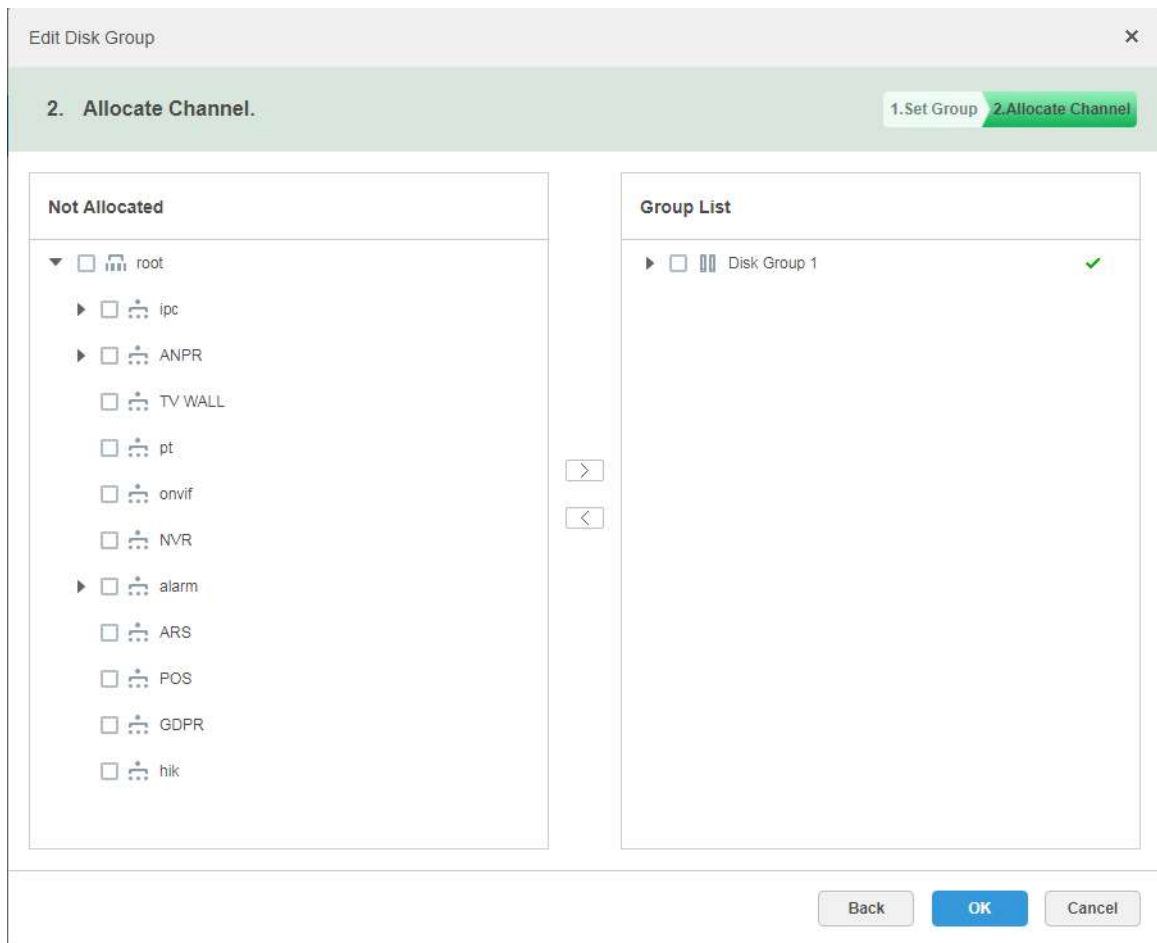 Edit Disk Group
2. Allocate Channel.
1.Set Group 2.Allocate Channel
Not Allocated
root
ipc
ANPR
TV WALL
pt
onvif
NVR
alarm
ARS
POS
GDPR
hik
Group List
Disk Group 1
Back OK Cancel